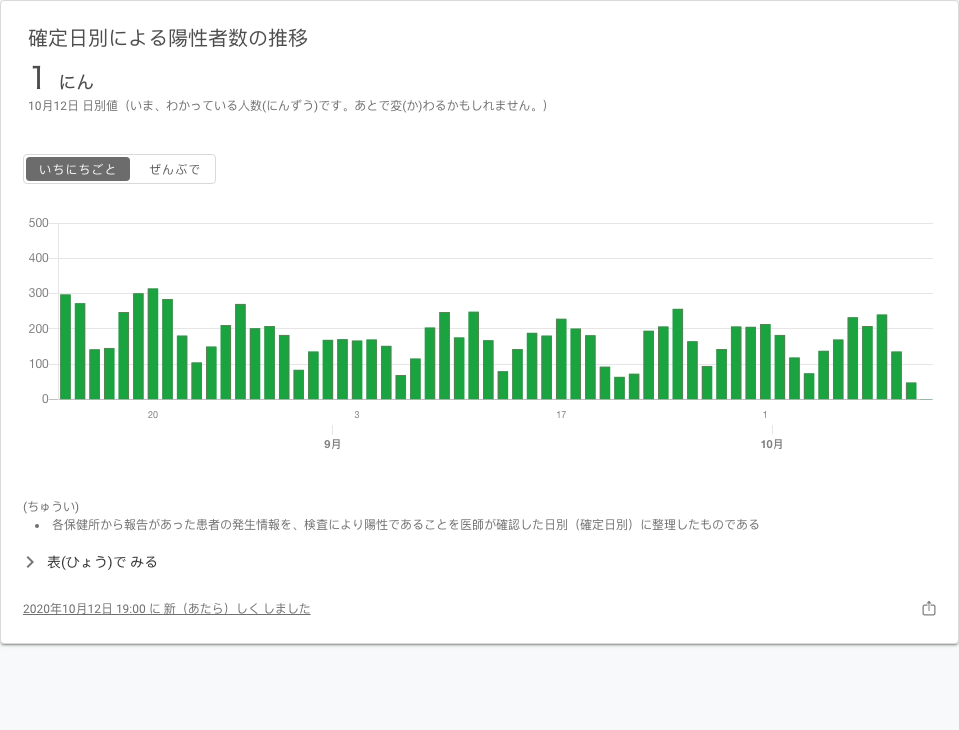 確定日別による陽性者数の推移
1 にん
10月12日 日別値（いま、わかっている人数(にんずう)です。あとで変(か)わるかもしれません。）
いちにちごと ぜんぶで
500
400
300
200
100
0
20 3 17 1
9月 10月
(ちゅうい)
• 各保健所から報告があった患者の発生情報を、検査により陽性であることを医師が確認した日別（確定日別）に整理したものである
表(ひょう)で みる
2020年10月12日 19:00 に 新（あたら）しく しました